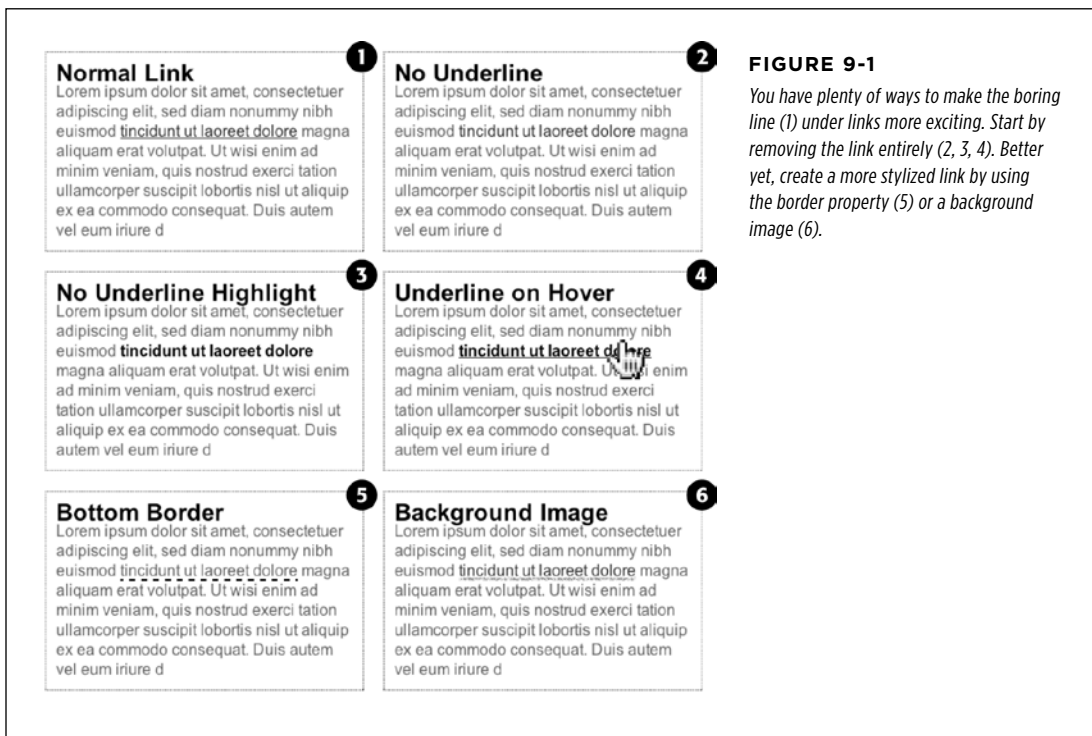 1
Normal Link
Lorem ipsum dolor sit amet, consectetuer
adipiscing elit, sed diam nonummy nibh
euismod tincidunt ut laoreet dolore magna
aliquam erat volutpat. Ut wisi enim ad
minim veniam, quis nostrud exerci tation
ullamcorper suscipit lobortis nisl ut aliquip
ex ea commodo consequat. Duis autem
vel eum iriure d
2
No Underline
Lorem ipsum dolor sit amet, consectetuer
adipiscing elit, sed diam nonummy nibh
euismod tincidunt ut laoreet dolore magna
aliquam erat volutpat. Ut wisi enim ad
minim veniam, quis nostrud exerci tation
ullamcorper suscipit lobortis nisl ut aliquip
ex ea commodo consequat. Duis autem
vel eum iriure d
3
No Underline Highlight
Lorem ipsum dolor sit amet, consectetuer
adipiscing elit, sed diam nonummy nibh
euismod tincidunt ut laoreet dolore
magna aliquam erat volutpat. Ut wisi enim
ad minim veniam, quis nostrud exerci
tation ullamcorper suscipit lobortis nisl ut
aliquip ex ea commodo consequat. Duis
autem vel eum iriure d
4
Underline on Hover
Lorem ipsum dolor sit amet, consectetuer
adipiscing elit, sed diam nonummy nibh
euismod tincidunt ut laoreet dolore
magna aliquam erat volutpat. Ut enim
ad minim veniam, quis nostrud exerci
tation ullamcorper suscipit lobortis nisl ut
aliquip ex ea commodo consequat. Duis
autem vel eum iriure d
5
Bottom Border
Lorem ipsum dolor sit amet, consectetuer
adipiscing elit, sed diam nonummy nibh
euismod tincidunt ut laoreet dolore magna
aliquam erat volutpat. Ut wisi enim ad
minim veniam, quis nostrud exerci tation
ullamcorper suscipit lobortis nisl ut aliquip
ex ea commodo consequat. Duis autem
vel eum iriure d
6
Background Image
Lorem ipsum dolor sit amet, consectetuer
adipiscing elit, sed diam nonummy nibh
euismod tincidunt ut laoreet dolore magna
aliquam erat volutpat. Ut wisi enim ad
minim veniam, quis nostrud exerci tation
ullamcorper suscipit lobortis nisl ut aliquip
ex ea commodo consequat. Duis autem
vel eum iriure d
FIGURE 9-1
You have plenty of ways to make the boring
line (1) under links more exciting. Start by
removing the link entirely (2, 3, 4). Better
yet, create a more stylized link by using
the border property (5) or a background
image (6).